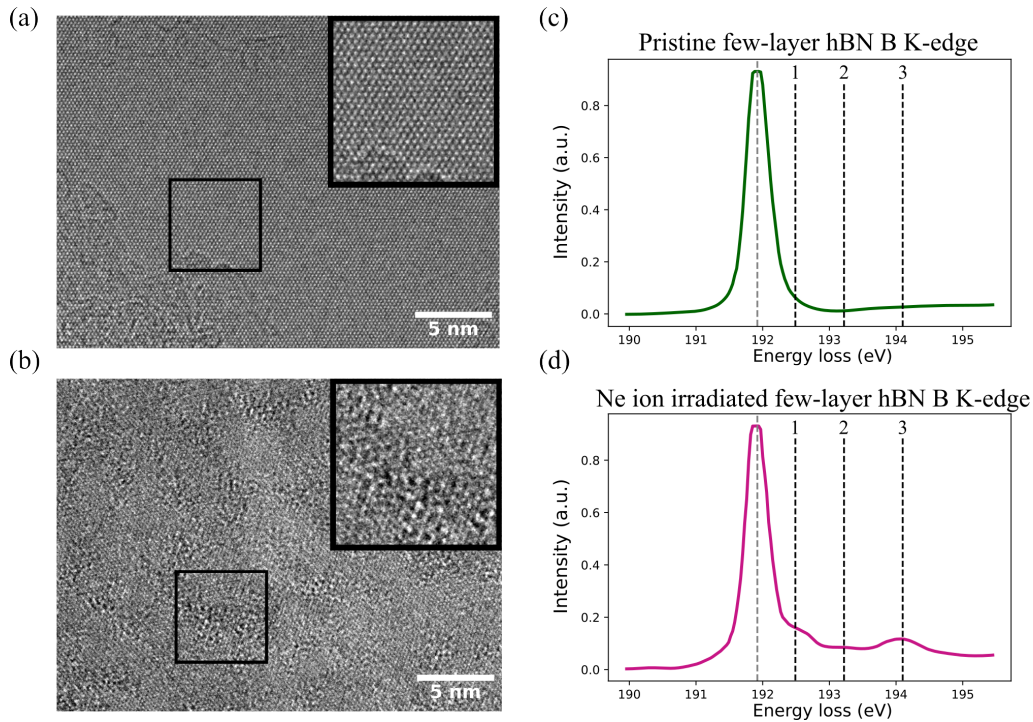 (a)
5 nm
(b)
5 nm
(c)
Pristine few-layer hBN B K-edge
1 2 3
Intensity (a.u.)
0.8
0.6
0.4
0.2
0.0
190 191 192 193 194 195
Energy loss (eV)
(d)
Ne ion irradiated few-layer hBN B K-edge
1 2 3
Intensity (a.u.)
0.8
0.6
0.4
0.2
0.0
190 191 192 193 194 195
Energy loss (eV)